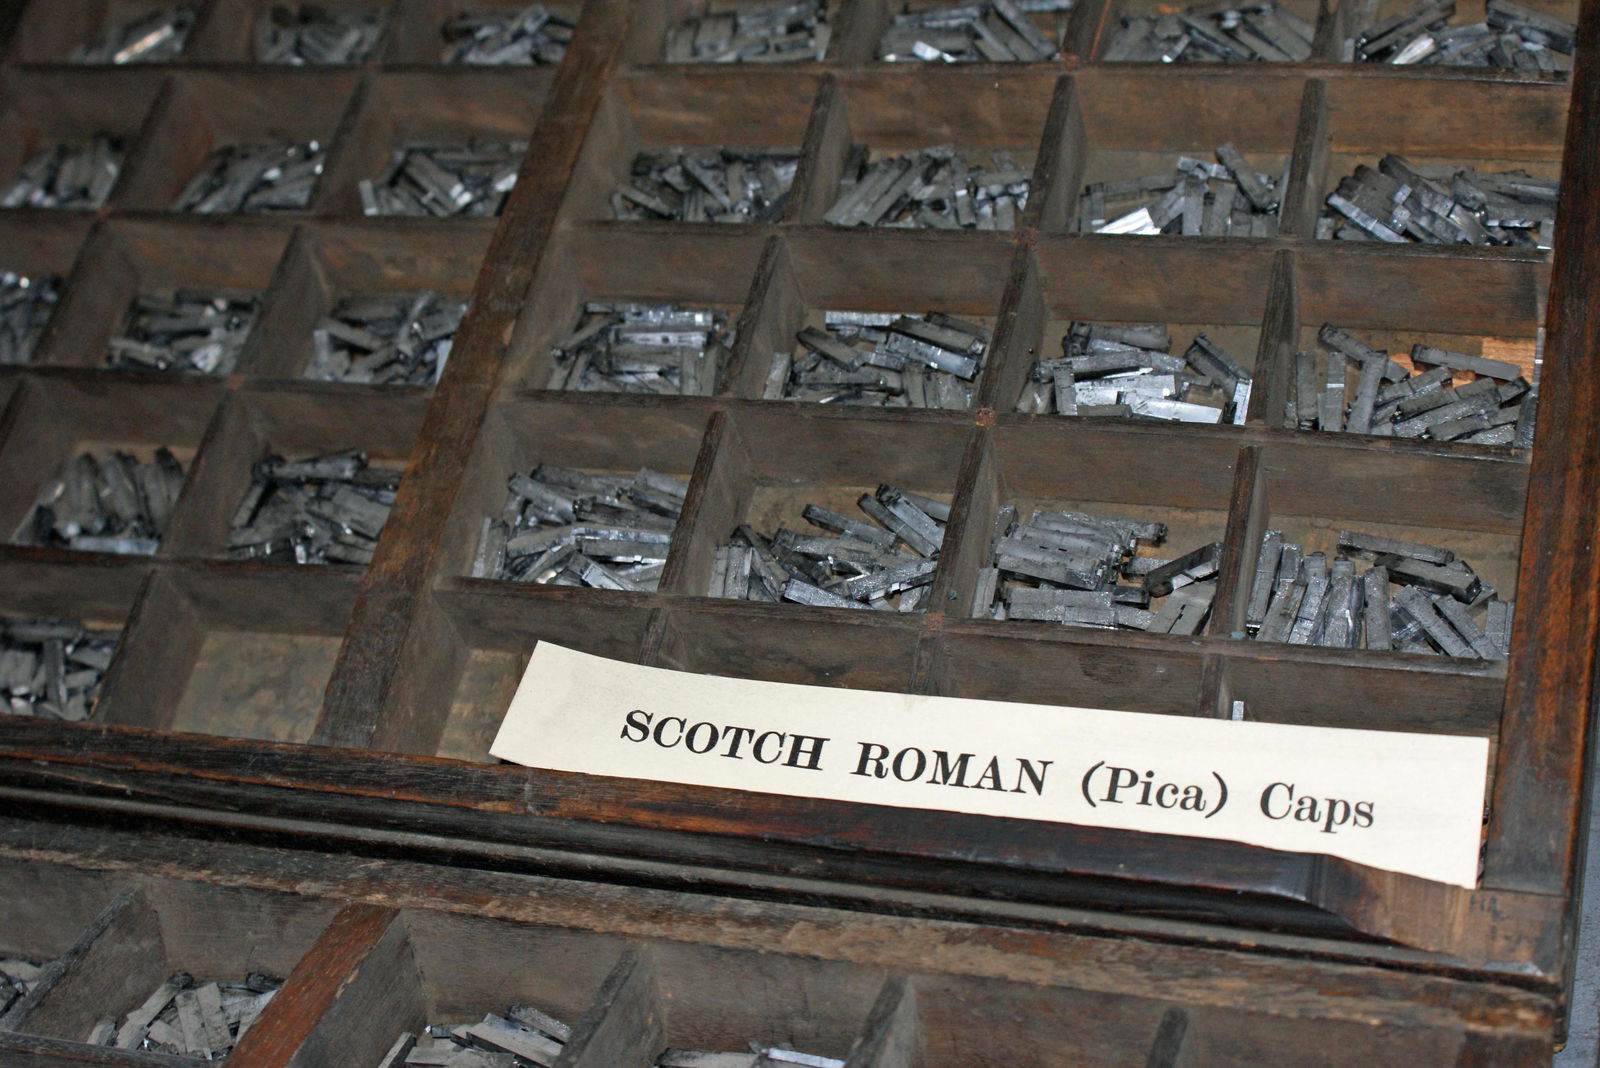 SCOTCH ROMAN (Pica) Caps